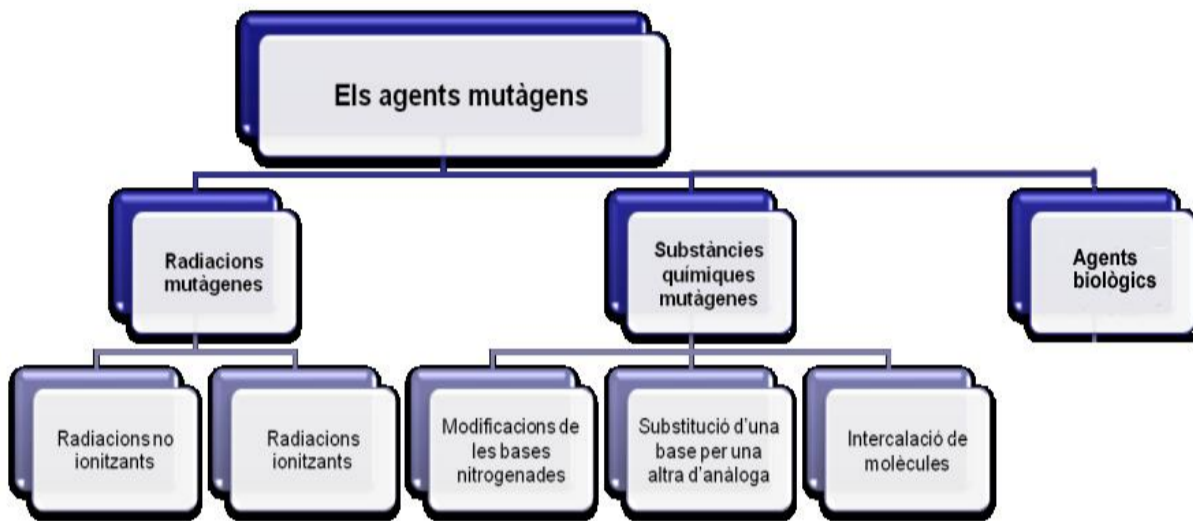 Els agents mutàgens
Radiacions
mutàgenes
Substàncies
químiques
mutàgenes
Agents
biològics
Radiacions no
ionitzants
Radiacions
ionitzants
Modificacions de
les bases
nitrogenades
Substitució d'una
base per una
altra d'anàloga
Intercalació de
molècules